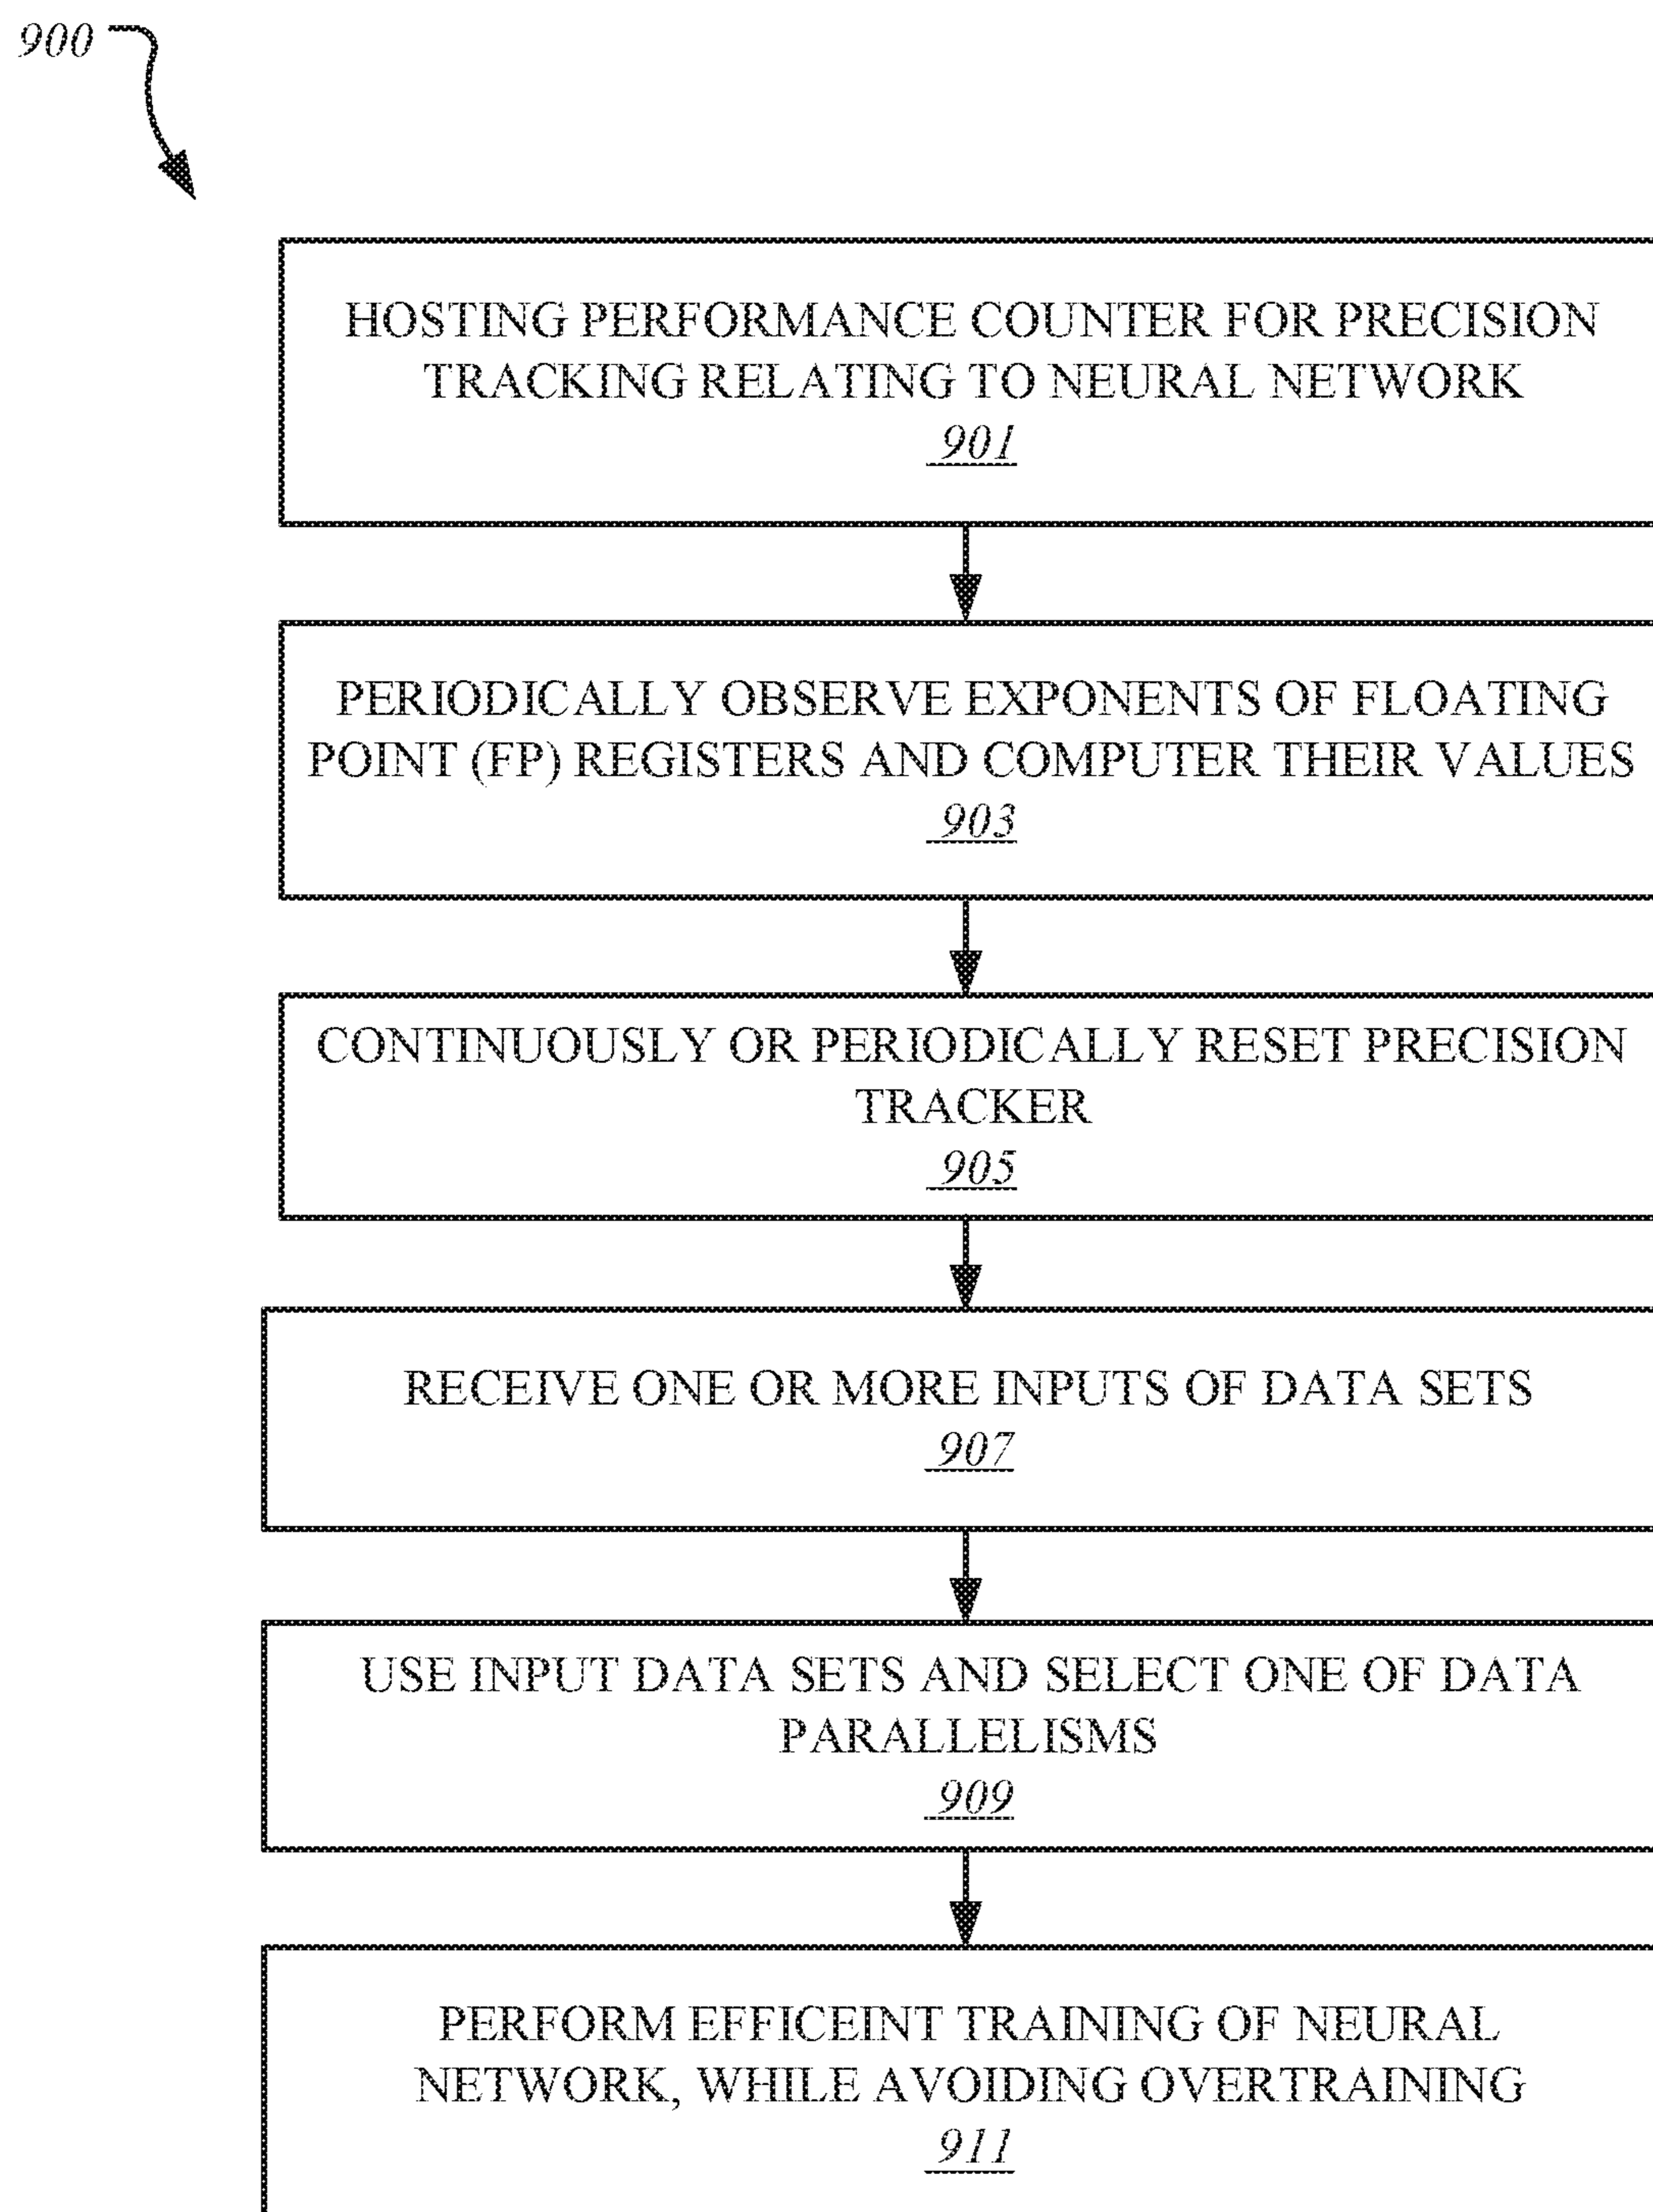 900
HOSTING PERFORMANCE COUNTER FOR PRECISION
TRACKING RELATING TO NEURAL NETWORK
901
PERIODICALLY OBSERVE EXPONENTS OF FLOATING
POINT (FP) REGISTERS AND COMPUTER THEIR VALUES
903
CONTINUOUSLY OR PERIODICALLY RESET PRECISION
TRACKER
905
RECEIVE ONE OR MORE INPUTS OF DATA SETS
907
USE INPUT DATA SETS AND SELECT ONE OF DATA
PARALLELISMS
909
PERFORM EFFICEINT TRAINING OF NEURAL
NETWORK, WHILE AVOIDING OVERTRAINING
911